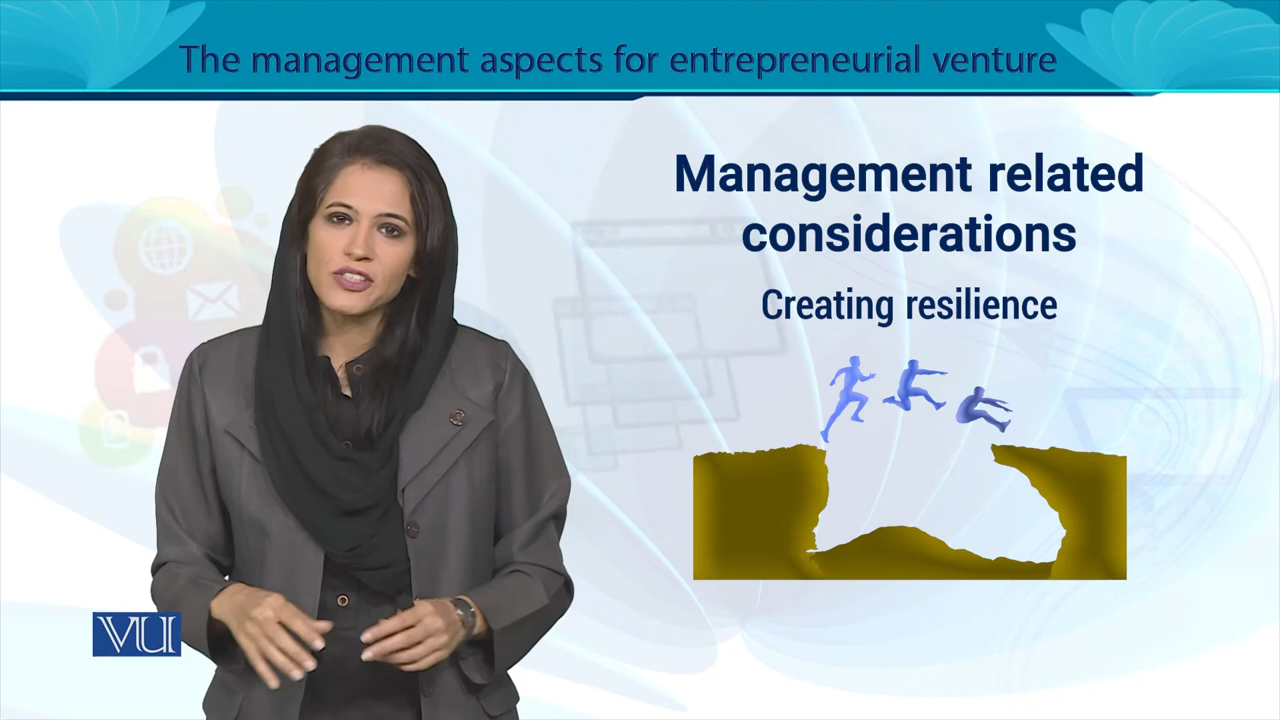 The management aspects for entrepreneurial venture
Management related
considerations
Creating resilience
VU